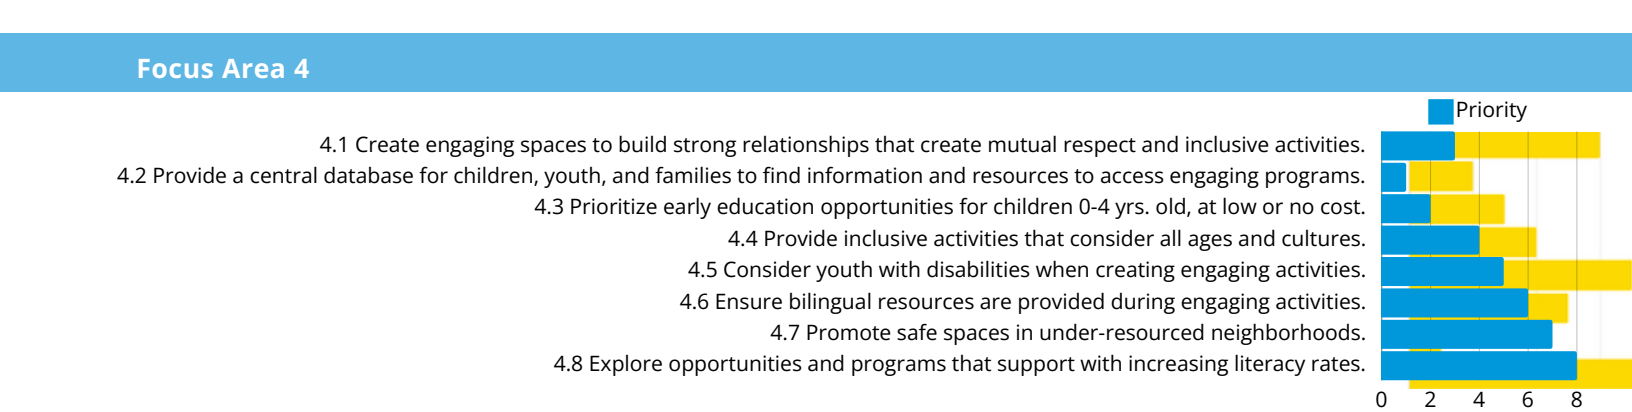 Focus Area 4
Priority
4.1 Create engaging spaces to build strong relationships that create mutual respect and inclusive activities.
4.2 Provide a central database for children, youth, and families to find information and resources to access engaging programs.
4.3 Prioritize early education opportunities for children 0-4 yrs. old, at low or no cost.
4.4 Provide inclusive activities that consider all ages and cultures.
4.5 Consider youth with disabilities when creating engaging activities.
4.6 Ensure bilingual resources are provided during engaging activities.
4.7 Promote safe spaces in under-resourced neighborhoods.
4.8 Explore opportunities and programs that support with increasing literacy rates.
0 2 4 6 8